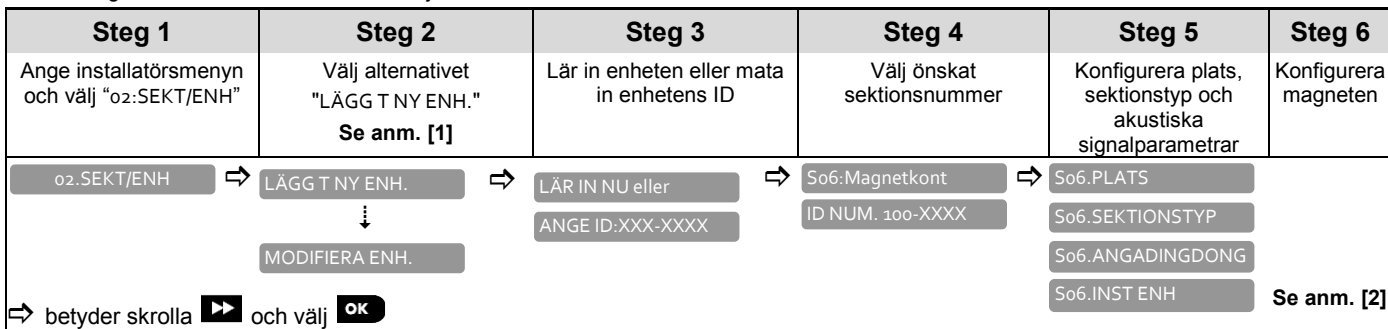 Steg 1
Steg 2
Steg 3
Steg 4
Steg 5
Steg 6
Ange installatörsmenyn
och välj “02:SEKT/ENH”
Välj alternativet
"LÄGG T NY ENH."
Se anm. [1]
Lär in enheten eller mata
in enhetens ID
Välj önskat
sektionsnummer
Konfigurera plats,
sektionstyp och
akustiska
signalparametrar
Konfigurera
magneten
02.SEKT/ENH
⇨
LÄGG T NY ENH.
MODIFIERA ENH.
⇨
LÄR IN NU eller
ANGE ID:XXX-XXXX
⇨
S06:Magnetkont
ID NUM. 100-XXXX
⇨
S06.PLATS
S06.SEKTIONSTYP
S06.ANGADINGDONG
S06.INST ENH
Se anm. [2]
⇨ betyder skrolla och välj OK